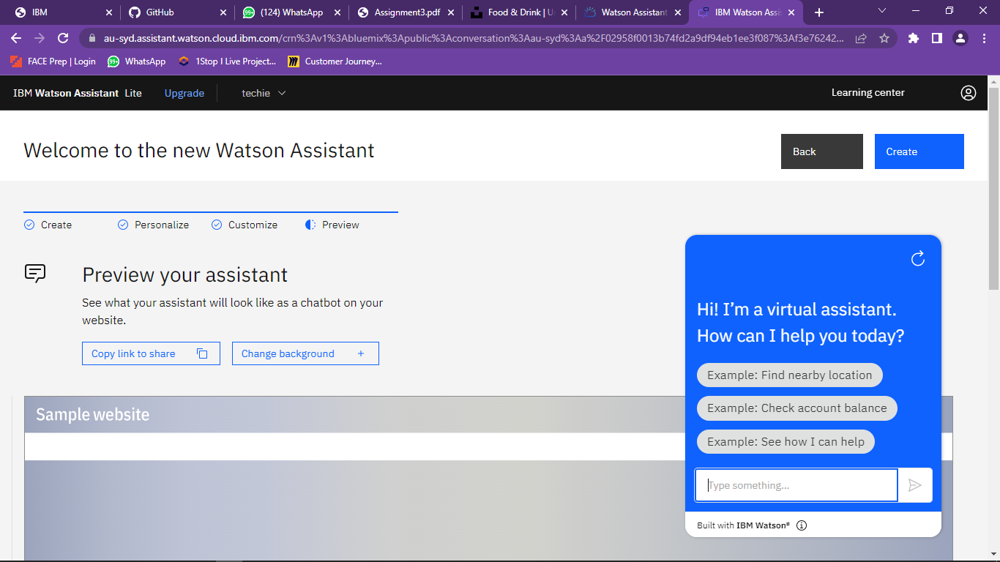 IBM
GitHub
(124) WhatsApp
Assignment3.pdf
Food & Drink | U
Watson Assistant
IBM Watson Assis
au-syd.assistant.watson.cloud.ibm.com/crn%3Av1%3Abluemix%3Apublic%3Aconversation%3Aau-syd%3Aa%2F02958f0013b74fd2a9df94eb1ee3f087%3Af3e76242...
FACE Prep | Login
99+
WhatsApp
1Stop I Live Project...
Customer Journey...
IBM Watson Assistant Lite
Upgrade
techie
Learning center
Welcome to the new Watson Assistant
Back
Create
Create
Personalize
Customize
Preview
Preview your assistant
See what your assistant will look like as a chatbot on your
website.
Copy link to share
Change background
Sample website
Hi! I'm a virtual assistant.
How can I help you today?
Example: Find nearby location
Example: Check account balance
Example: See how I can help
Type something...
Built with IBM Watson®